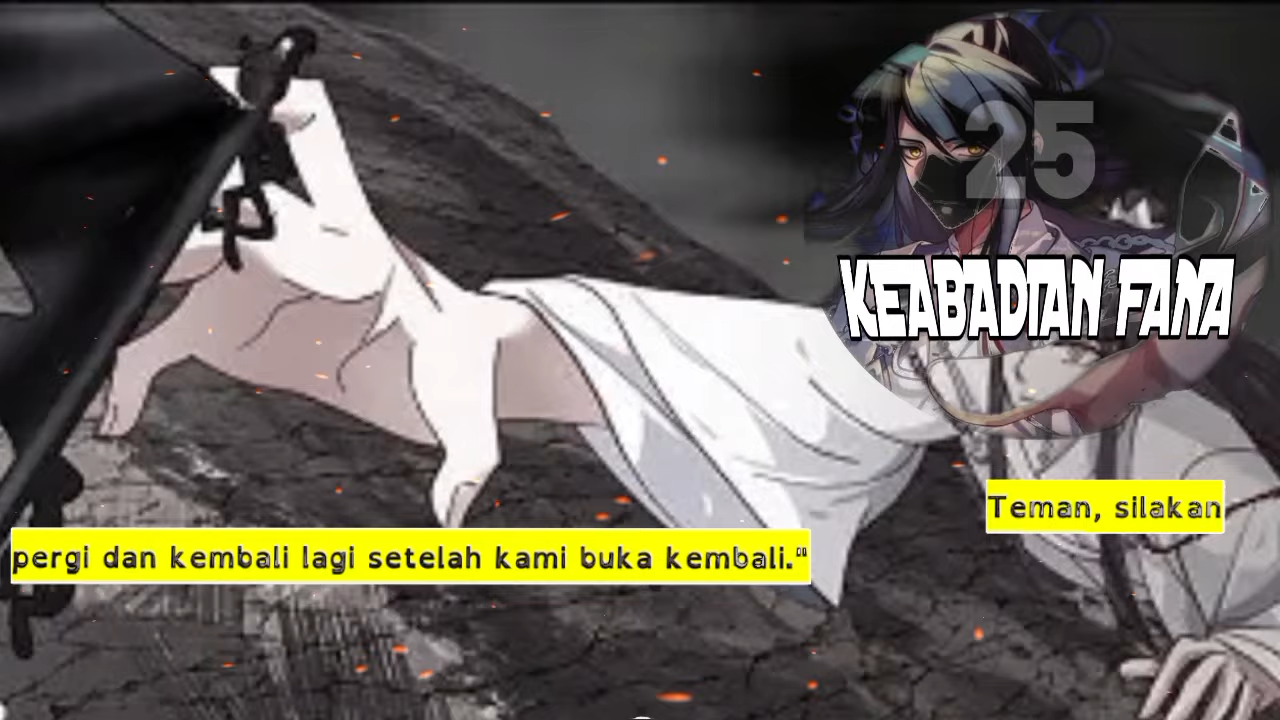 25
KEABADIAN FANA
Teman, silakan
pergi dan kembali lagi setelah kami buka kembali."